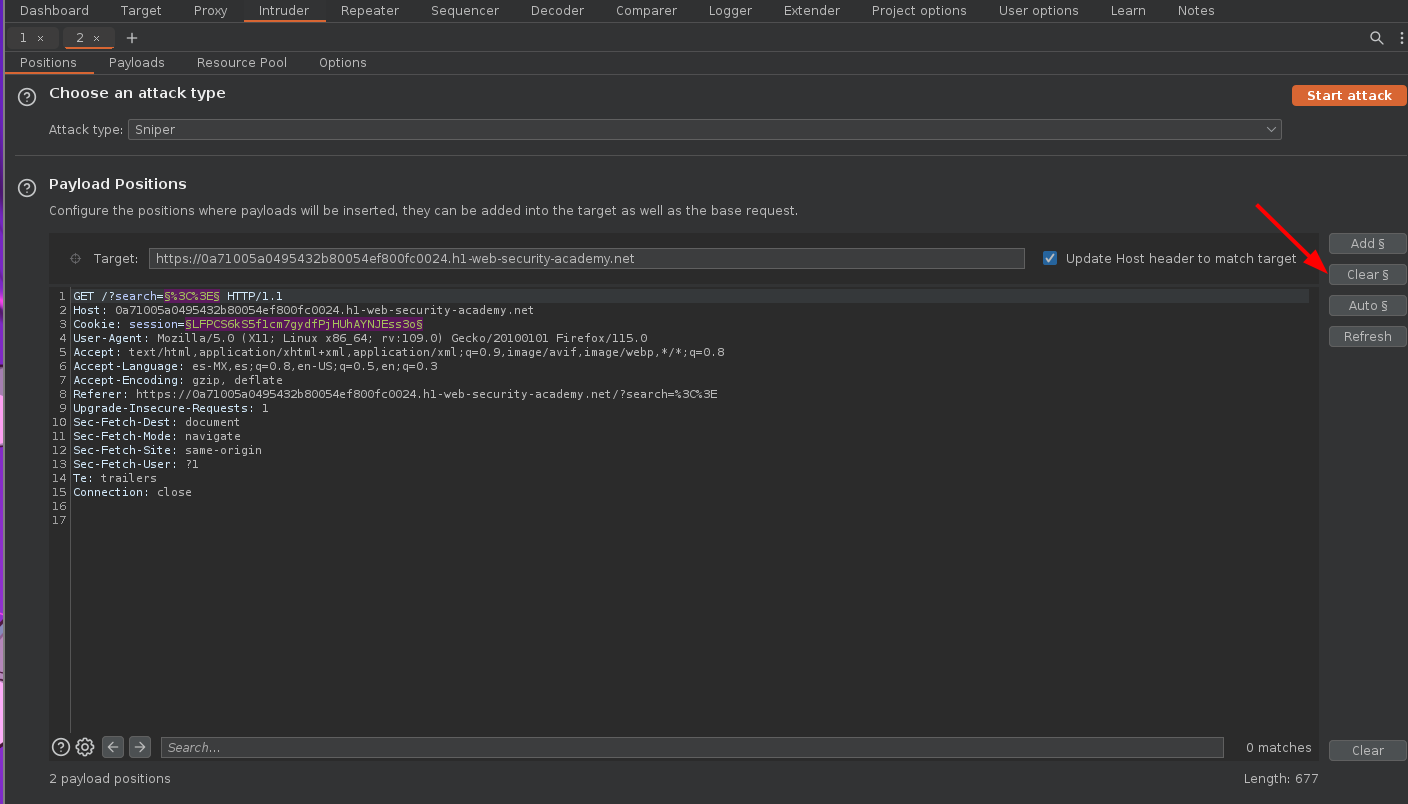 Dashboard Target Proxy Intruder Repeater Sequencer Decoder Comparer Logger Extender Project options User options Learn Notes
1 × 2 × +
Positions Payloads Resource Pool Options
? Choose an attack type Start attack
Attack type: Sniper
? Payload Positions
Configure the positions where payloads will be inserted, they can be added into the target as well as the base request.
Add §
Target: https://0a71005a0495432b80054ef800fc0024.h1-web-security-academy.net Update Host header to match target
Clear §
Auto §
Refresh
1 GET /?search=§%3C%3E§ HTTP/1.1
2 Host: 0a71005a0495432b80054ef800fc0024.h1-web-security-academy.net
3 Cookie: session=§LFPCS6kS5f1cm7gydfPjHUhAYNJEss3o§
4 User-Agent: Mozilla/5.0 (X11; Linux x86_64; rv:109.0) Gecko/20100101 Firefox/115.0
5 Accept: text/html,application/xhtml+xml,application/xml;q=0.9,image/avif,image/webp,*/*;q=0.8
6 Accept-Language: es-MX,es;q=0.8,en-US;q=0.5,en;q=0.3
7 Accept-Encoding: gzip, deflate
8 Referer: https://0a71005a0495432b80054ef800fc0024.h1-web-security-academy.net/?search=%3C%3E
9 Upgrade-Insecure-Requests: 1
10 Sec-Fetch-Dest: document
11 Sec-Fetch-Mode: navigate
12 Sec-Fetch-Site: same-origin
13 Sec-Fetch-User: ?1
14 Te: trailers
15 Connection: close
16
17
? Search... 0 matches Clear
2 payload positions Length: 677